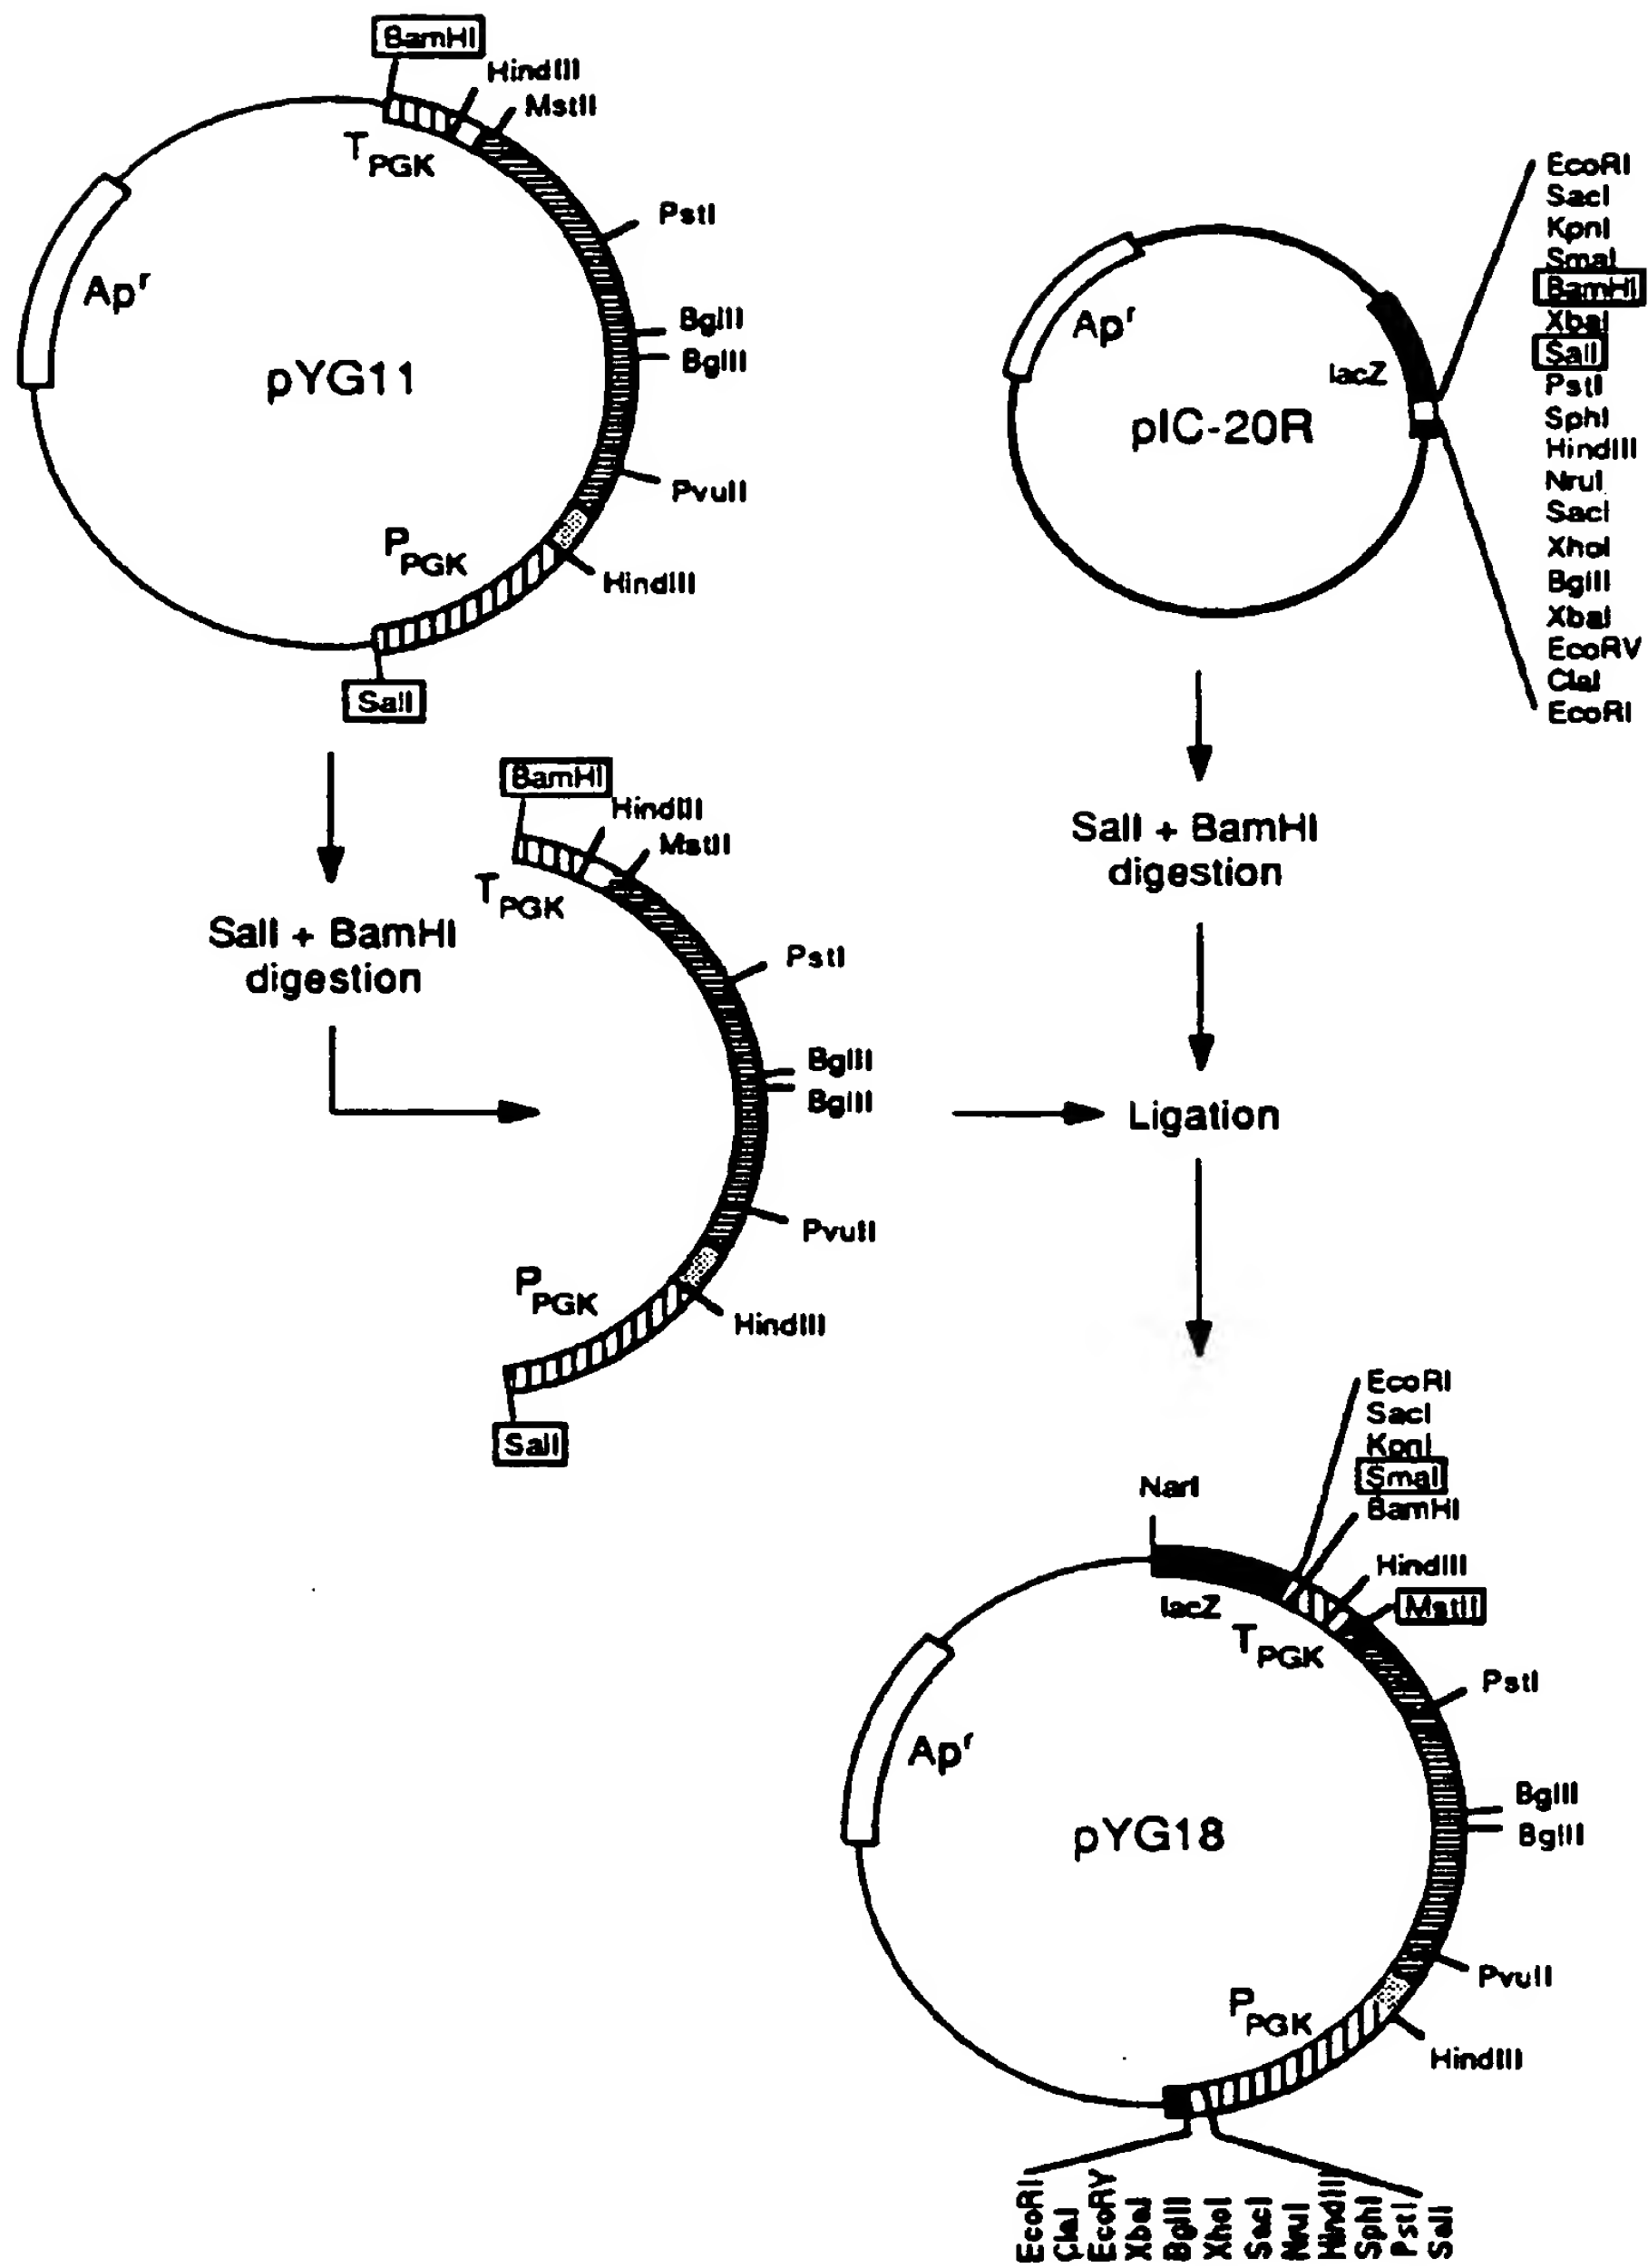 BamHI
HindIII
MstII
T PGK
PstI
Ap r
BglII
BglII
pYG11
PvuII
P PGK
HindIII
SalI
EcoRI
SacI
KpnI
SmaI
BamHI
XbaI
SalI
PstI
SphI
HindIII
NruI
SacI
XhoI
BglII
XbaI
EcoRV
ClaI
EcoRI
Ap r
lacZ
pIC-20R
SalI + BamHI
digestion
SalI + BamHI
digestion
BamHI
HindIII
MstII
T PGK
PstI
BglII
BglII
PvuII
P PGK
HindIII
SalI
Ligation
EcoRI
SacI
KpnI
SmaI
BamHI
NarI
HindIII
MstII
lacZ
T PGK
PstI
Ap r
BglII
BglII
pYG18
PvuII
P PGK
HindIII
EcoRI
ClaI
EcoRV
XbaI
BglII
XhoI
SacI
NruI
HindIII
SphI
PstI
SalI